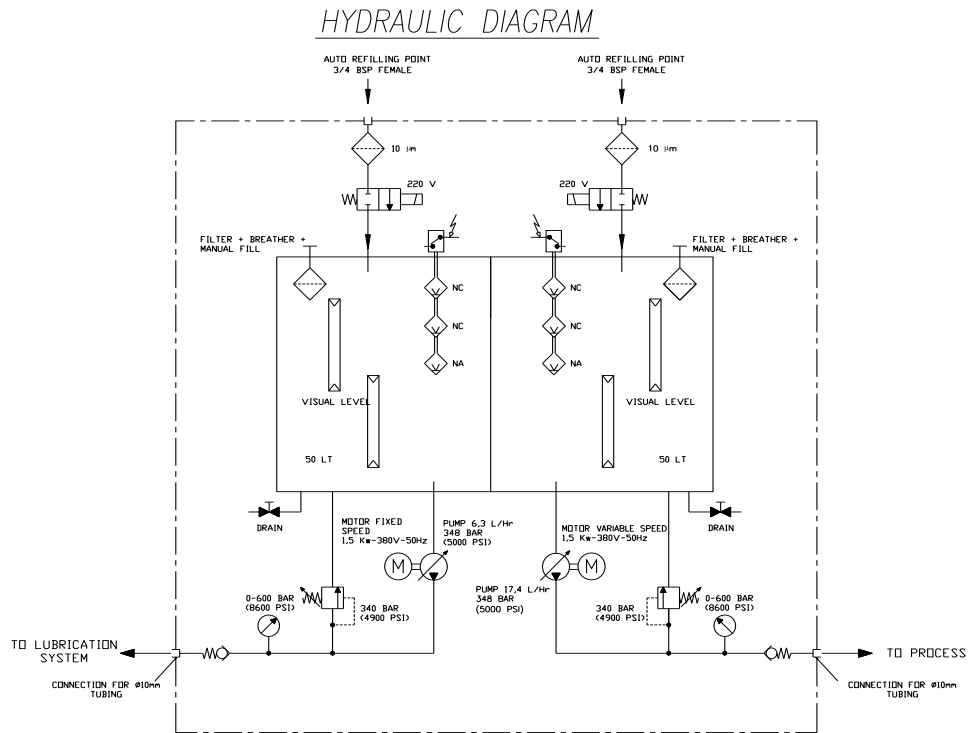 HYDRAULIC DIAGRAM
AUTO REFILLING POINT
3/4 BSP FEMALE
AUTO REFILLING POINT
3/4 BSP FEMALE
10 µm
10 µm
220 V
220 V
FILTER + BREATHER +
MANUAL FILL
FILTER + BREATHER +
MANUAL FILL
NC
NC
NC
NC
NA
NA
VISUAL LEVEL
VISUAL LEVEL
50 LT
50 LT
DRAIN
DRAIN
MOTOR FIXED
SPEED
1,5 Kw-380V-50Hz
PUMP 6,3 L/Hr
348 BAR
(5000 PSI)
MOTOR VARIABLE SPEED
1,5 Kw-380V-50Hz
M
M
PUMP 17,4 L/Hr
348 BAR
(5000 PSI)
0-600 BAR
(8600 PSI)
340 BAR
(4900 PSI)
340 BAR
(4900 PSI)
0-600 BAR
(8600 PSI)
TO LUBRICATION
SYSTEM
TO PROCESS
CONNECTION FOR ø10mm
TUBING
CONNECTION FOR ø10mm
TUBING